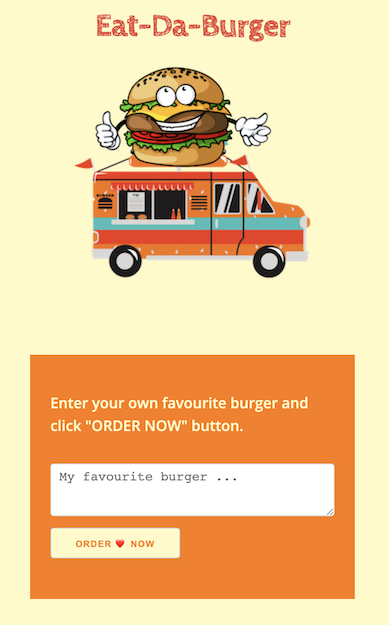 Eat-Da-Burger
Enter your own favourite burger and
click "ORDER NOW" button.
My favourite burger ...
ORDER ❤️ NOW